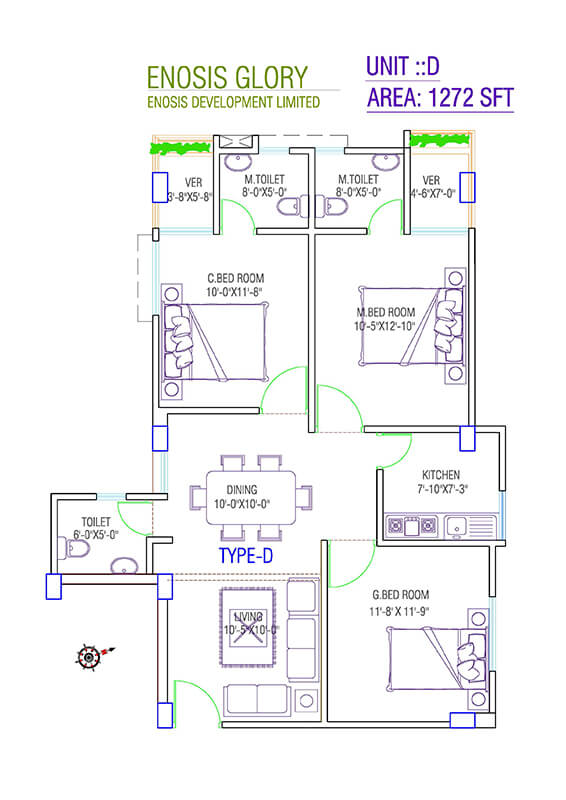 ENOSIS GLORY
ENOSIS DEVELOPMENT LIMITED
UNIT ::D
AREA: 1272 SFT
VER
3'-8"X5'-8"
M.TOILET
8'-0"X5'-0"
M.TOILET
8'-0"X5'-0"
VER
4'-6"X7'-0"
C.BED ROOM
10'-0"X11'-8"
M.BED ROOM
10'-5"X12'-10"
KITCHEN
7'-10"X7'-3"
DINING
10'-0"X10'-0"
TOILET
6'-0"X5'-0"
TYPE-D
G.BED ROOM
11'-8' X 11'-9"
LIVING
10'-5"X10'-0"